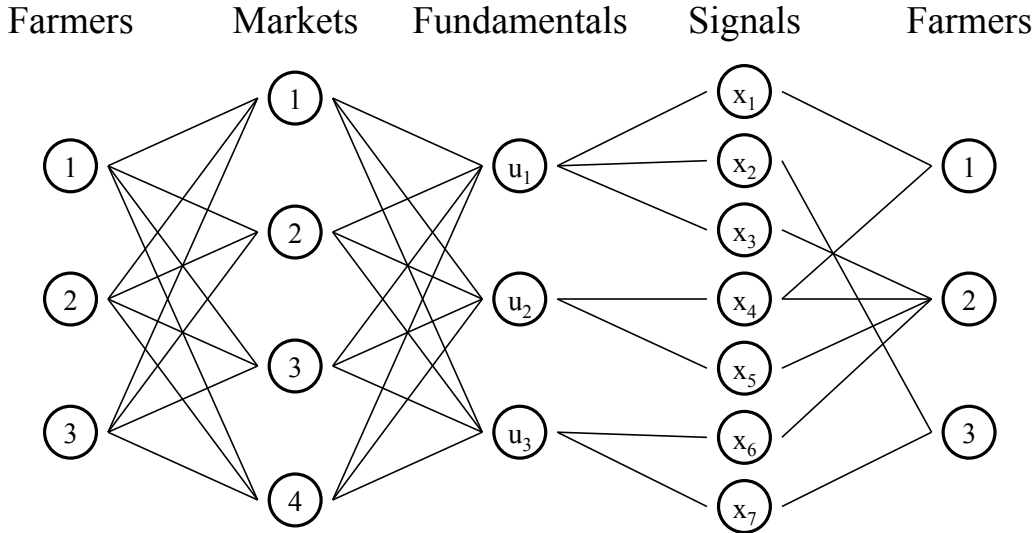 Farmers Markets Fundamentals Signals Farmers
x₁
1
x₂
1 u₁ 1
2
x₃
2 u₂ x₄ 2
3
x₅
3 u₃ x₆ 3
4
x₇